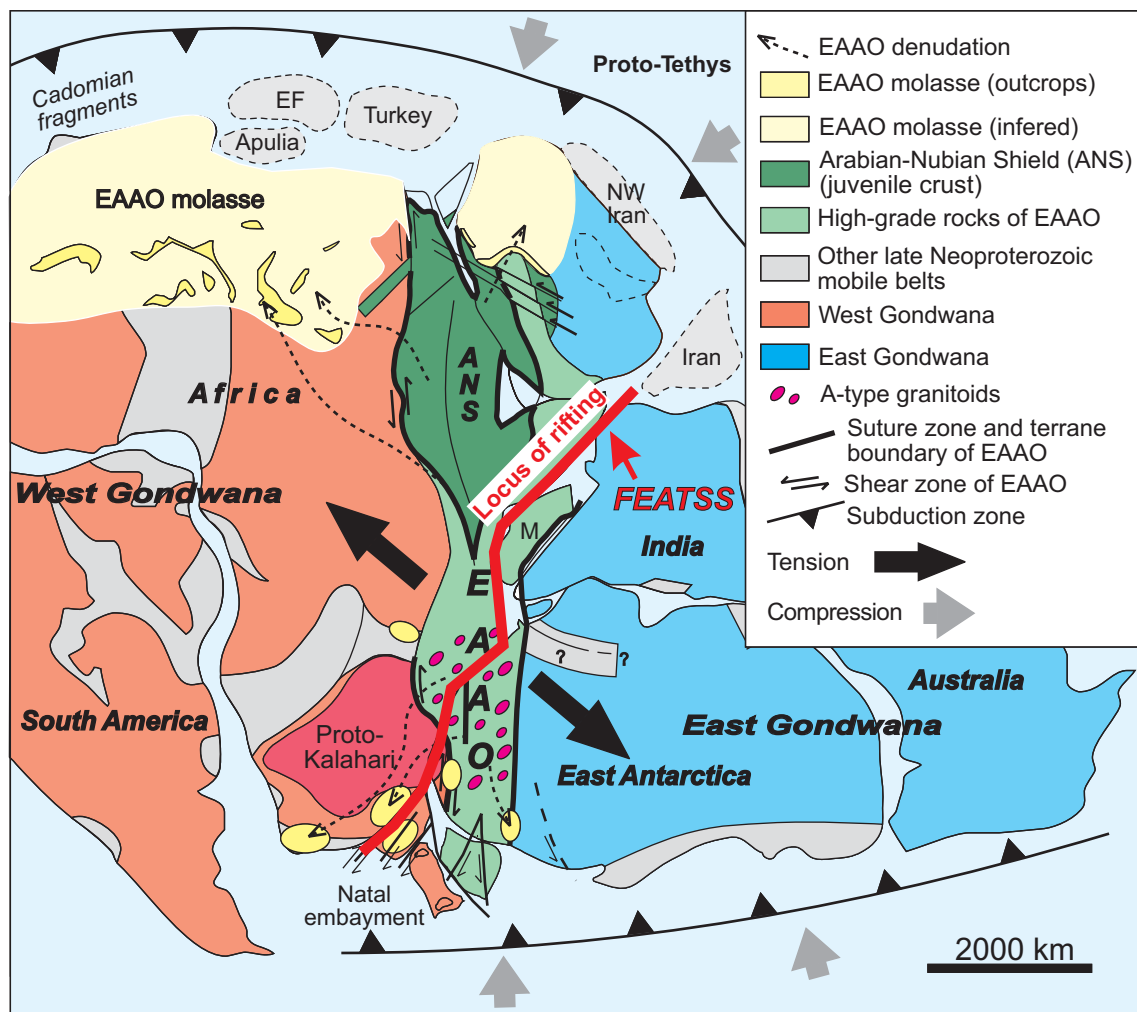 Proto-Tethys
Cadomian
fragments
EF
Turkey
Apulia
NW
Iran
EAAO molasse
Iran
Africa
ANS
Locus of rifting
FEATSS
West Gondwana
M
India
EAAO
?
?
Australia
South America
East Gondwana
Proto-
Kalahari
East Antarctica
Natal
embayment
2000 km
EAAO denudation
EAAO molasse (outcrops)
EAAO molasse (infered)
Arabian-Nubian Shield (ANS)
(juvenile crust)
High-grade rocks of EAAO
Other late Neoproterozoic
mobile belts
West Gondwana
East Gondwana
A-type granitoids
Suture zone and terrane
boundary of EAAO
Shear zone of EAAO
Subduction zone
Tension
Compression